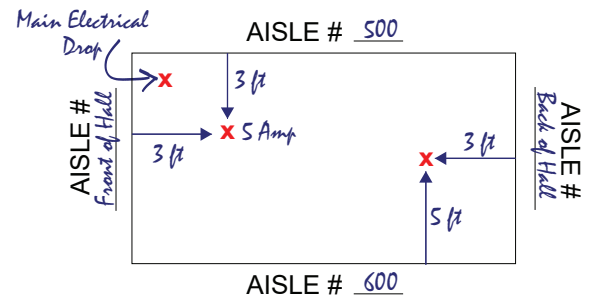 Main Electrical
Drop
AISLE # 500
X
3 ft
3 ft
X 5 Amp
AISLE #
Front of Hall
X
3 ft
5 ft
AISLE #
Back of Hall
AISLE # 600